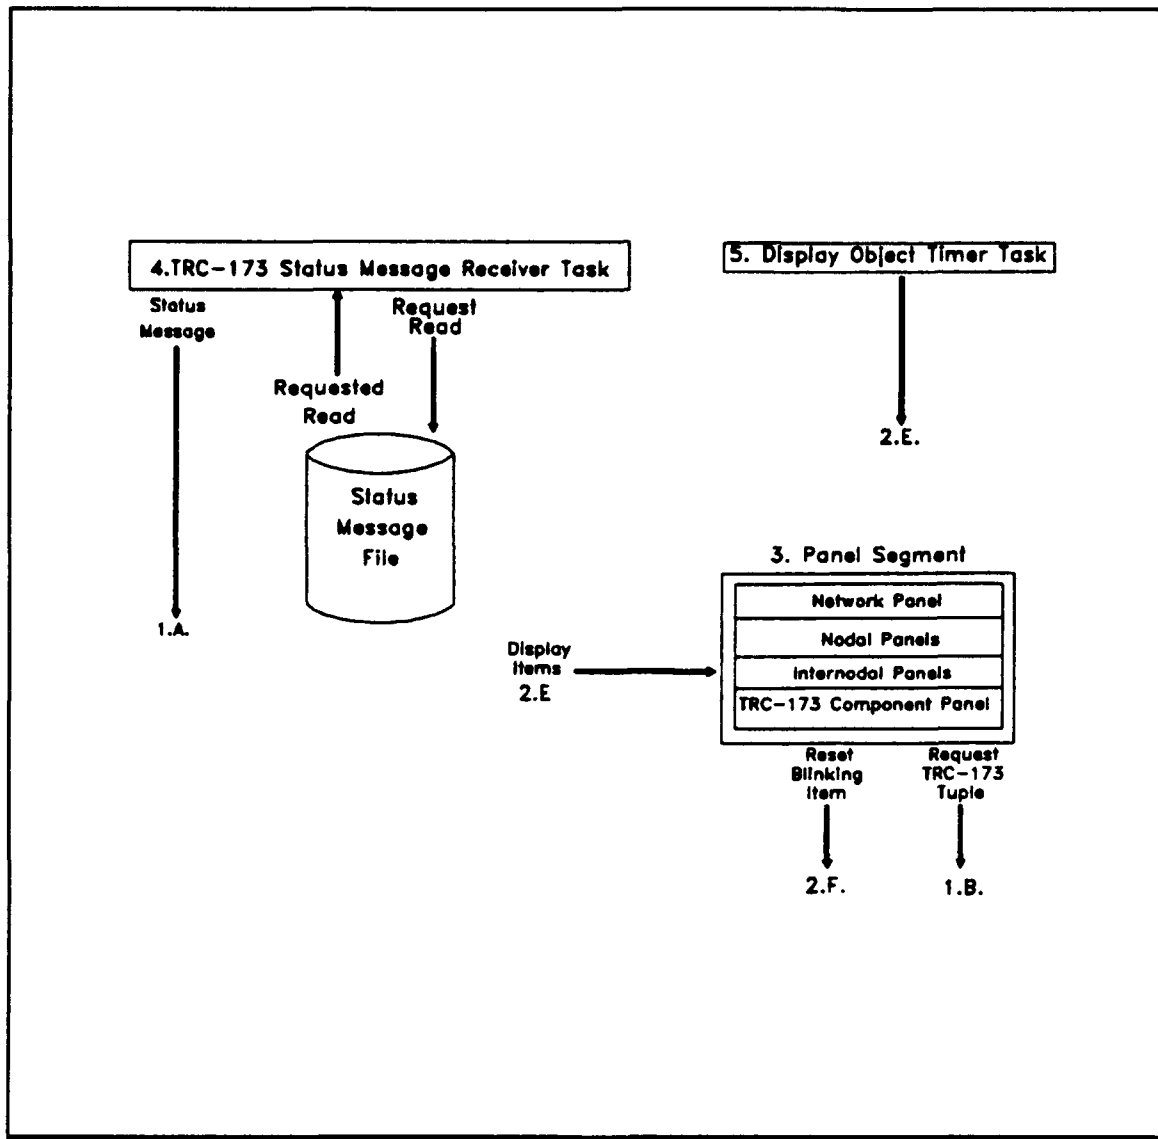 4.TRC-173 Status Message Receiver Task
Status
Message
Request
Read
Requested
Read
Status
Message
File
1.A.
5. Display Object Timer Task
2.E.
3. Panel Segment
Network Panel
Nodal Panels
Internodal Panels
TRC-173 Component Panel
Display
Items
2.E
Reset
Blinking
Item
Request
TRC-173
Tuple
2.F.
1.B.